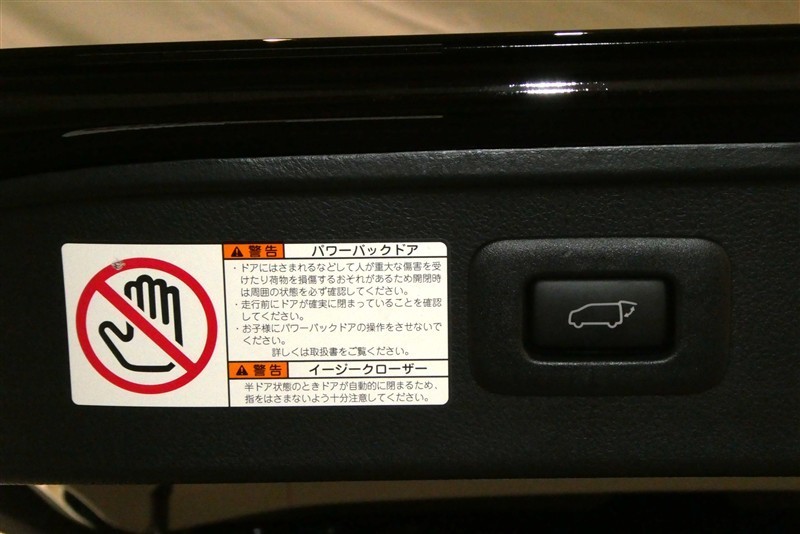 警告 パワーバックドア
・ドアにはさまれるなどして人が重大な傷害を受
けたり荷物を損傷するおそれがあるため開閉時
は周囲の状態を必ず確認してください。
・走行前にドアが確実に閉まっていることを確認
してください。
・お子様にパワーバックドアの操作をさせないで
ください。
詳しくは取扱書をご覧ください。
警告 イージークローザー
半ドア状態のときドアが自動的に閉まるため、
指をはさまないよう十分注意してください。